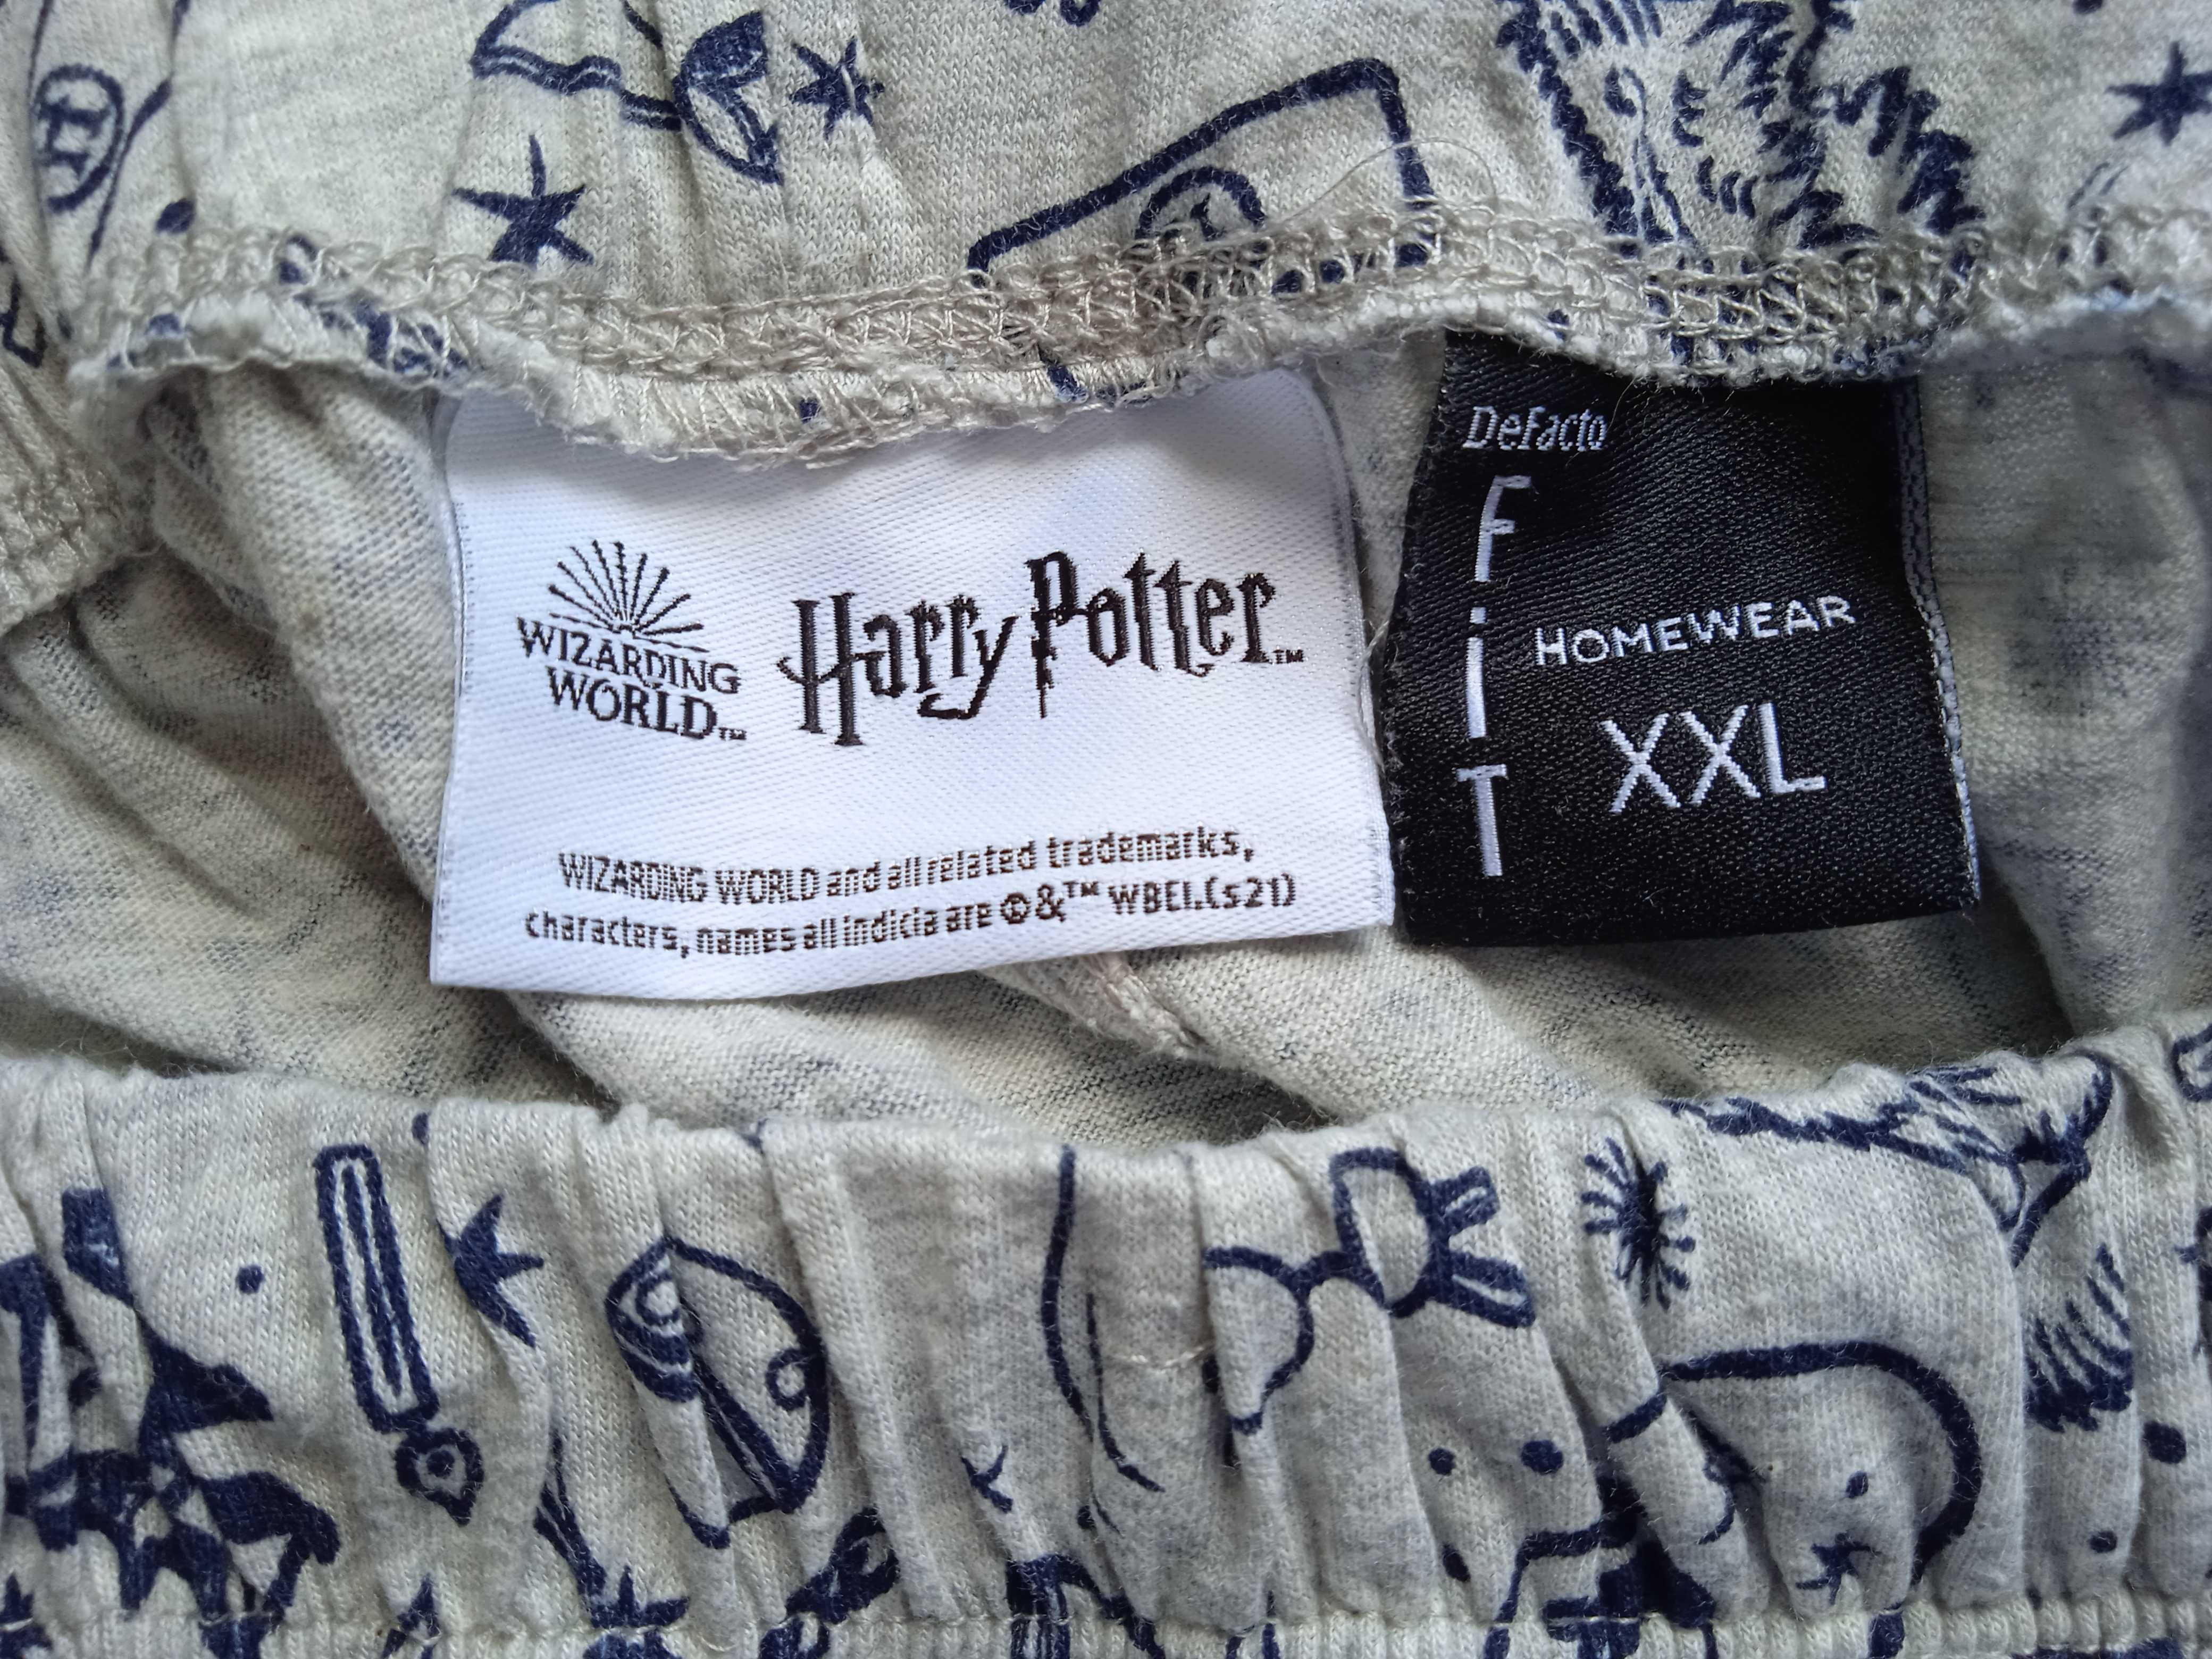 WIZARDING
WORLD™
Harry Potter™
WIZARDING WORLD and all related trademarks,
characters, names all indicia are ©&™ WBEI.(s21)
DeFacto
FiT
HOMEWEAR
XXL